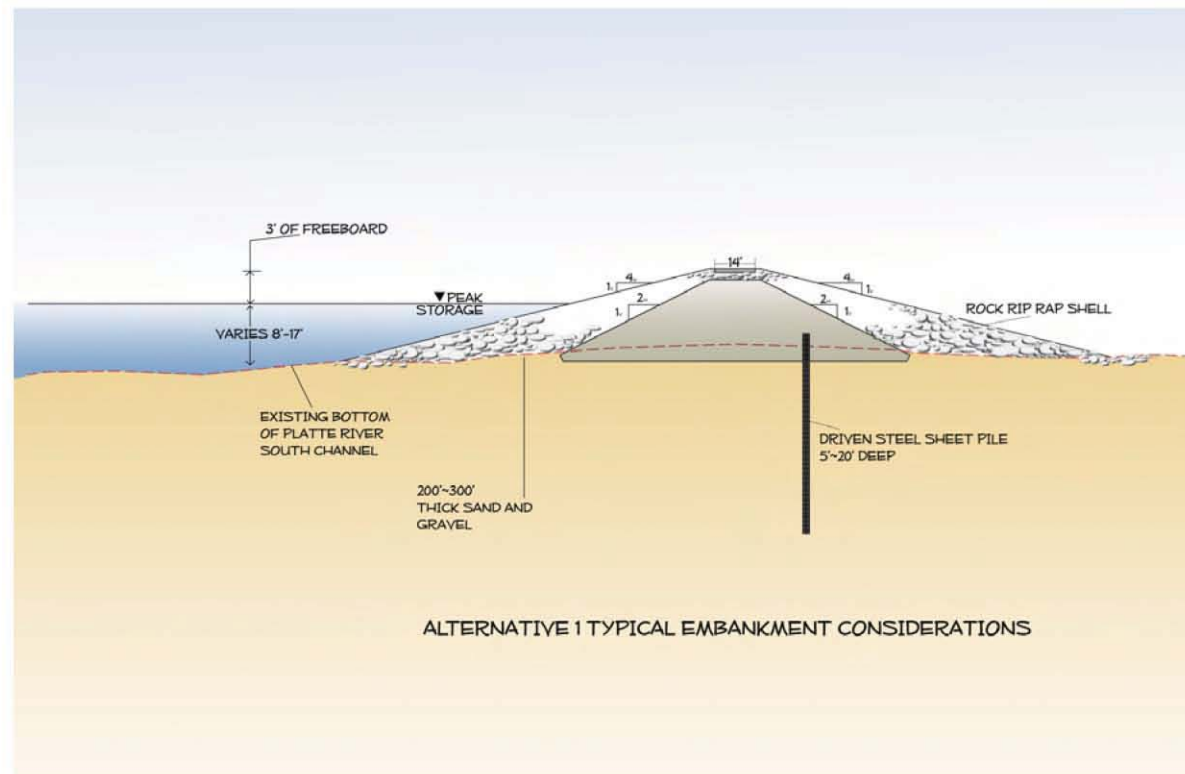 3' OF FREEBOARD
14'
4..
1.
4..
1.
2..
1.
2..
1.
▼PEAK
STORAGE
ROCK RIP RAP SHELL
VARIES 8'-17'
EXISTING BOTTOM
OF PLATTE RIVER
SOUTH CHANNEL
DRIVEN STEEL SHEET PILE
5'~20' DEEP
200'~300'
THICK SAND AND
GRAVEL
ALTERNATIVE 1 TYPICAL EMBANKMENT CONSIDERATIONS